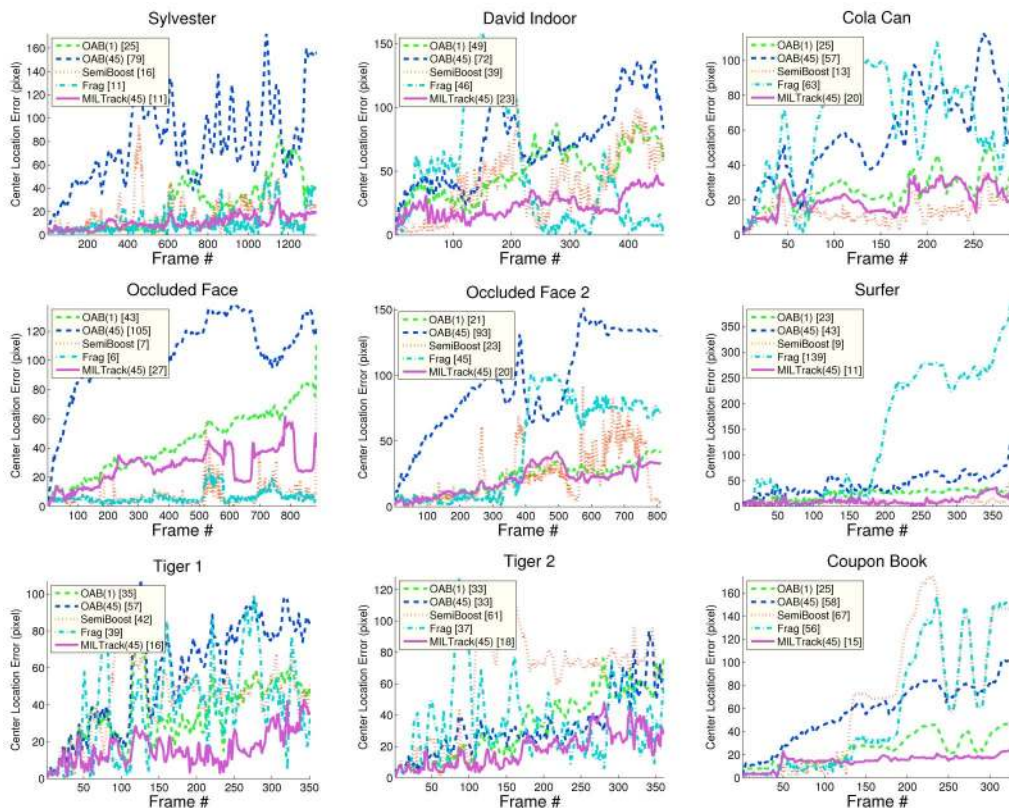 Sylvester
Center Location Error (pixel)
160
140
120
100
80
60
40
20
0
OAB(1) [25]
OAB(45) [79]
SemiBoost [16]
Frag [11]
MILTrack(45) [11]
200 400 600 800 1000 1200
Frame #
David Indoor
Center Location Error (pixel)
150
100
50
0
OAB(1) [49]
OAB(45) [72]
SemiBoost [39]
Frag [46]
MILTrack(45) [23]
100 200 300 400
Frame #
Cola Can
Center Location Error (pixel)
100
80
60
40
20
0
OAB(1) [25]
OAB(45) [57]
SemiBoost [13]
Frag [63]
MILTrack(45) [20]
50 100 150 200 250
Frame #
Occluded Face
Center Location Error (pixel)
120
100
80
60
40
20
0
OAB(1) [43]
OAB(45) [105]
SemiBoost [7]
Frag [6]
MILTrack(45) [27]
100 200 300 400 500 600 700 800
Frame #
Occluded Face 2
Center Location Error (pixel)
150
100
50
0
OAB(1) [21]
OAB(45) [93]
SemiBoost [23]
Frag [45]
MILTrack(45) [20]
100 200 300 400 500 600 700 800
Frame #
Surfer
Center Location Error (pixel)
350
300
250
200
150
100
50
0
OAB(1) [23]
OAB(45) [43]
SemiBoost [9]
Frag [139]
MILTrack(45) [11]
50 100 150 200 250 300 350
Frame #
Tiger 1
Center Location Error (pixel)
100
80
60
40
20
0
OAB(1) [35]
OAB(45) [57]
SemiBoost [42]
Frag [39]
MILTrack(45) [16]
50 100 150 200 250 300 350
Frame #
Tiger 2
Center Location Error (pixel)
120
100
80
60
40
20
0
OAB(1) [33]
OAB(45) [33]
SemiBoost [61]
Frag [37]
MILTrack(45) [18]
50 100 150 200 250 300 350
Frame #
Coupon Book
Center Location Error (pixel)
160
140
120
100
80
60
40
20
0
OAB(1) [25]
OAB(45) [58]
SemiBoost [67]
Frag [56]
MILTrack(45) [15]
50 100 150 200 250 300
Frame #